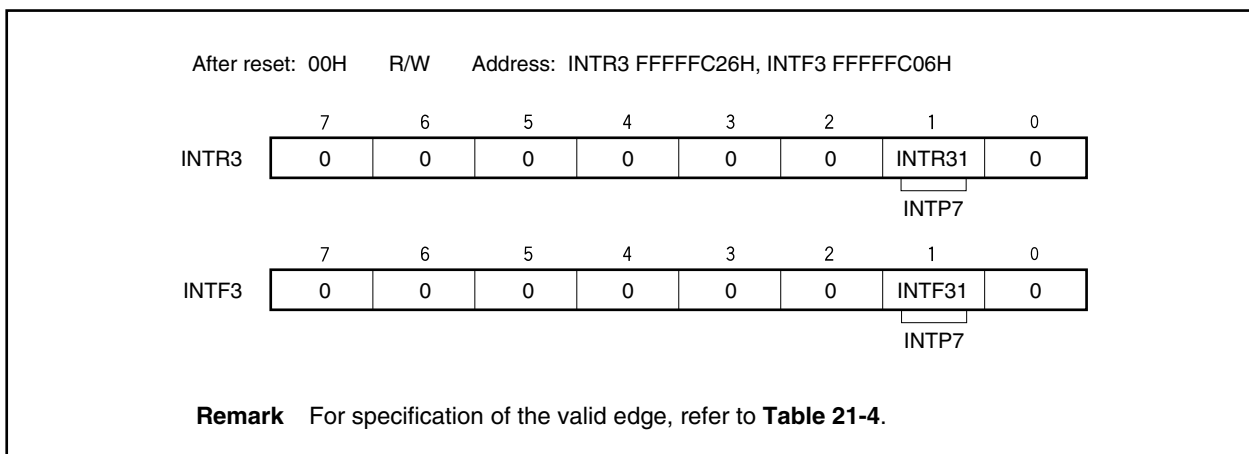 After reset: 00H R/W Address: INTR3 FFFFFC26H, INTF3 FFFFFC06H
7 6 5 4 3 2 1 0
INTR3 0 0 0 0 0 0 INTR31 0
INTP7
7 6 5 4 3 2 1 0
INTF3 0 0 0 0 0 0 INTF31 0
INTP7
Remark For specification of the valid edge, refer to Table 21-4.